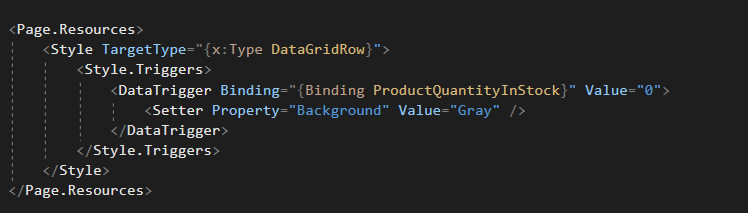 <Page.Resources>
<Style TargetType="{x:Type DataGridRow}">
<Style.Triggers>
<DataTrigger Binding="{Binding ProductQuantityInStock}" Value="0">
<Setter Property="Background" Value="Gray" />
</DataTrigger>
</Style.Triggers>
</Style>
</Page.Resources>